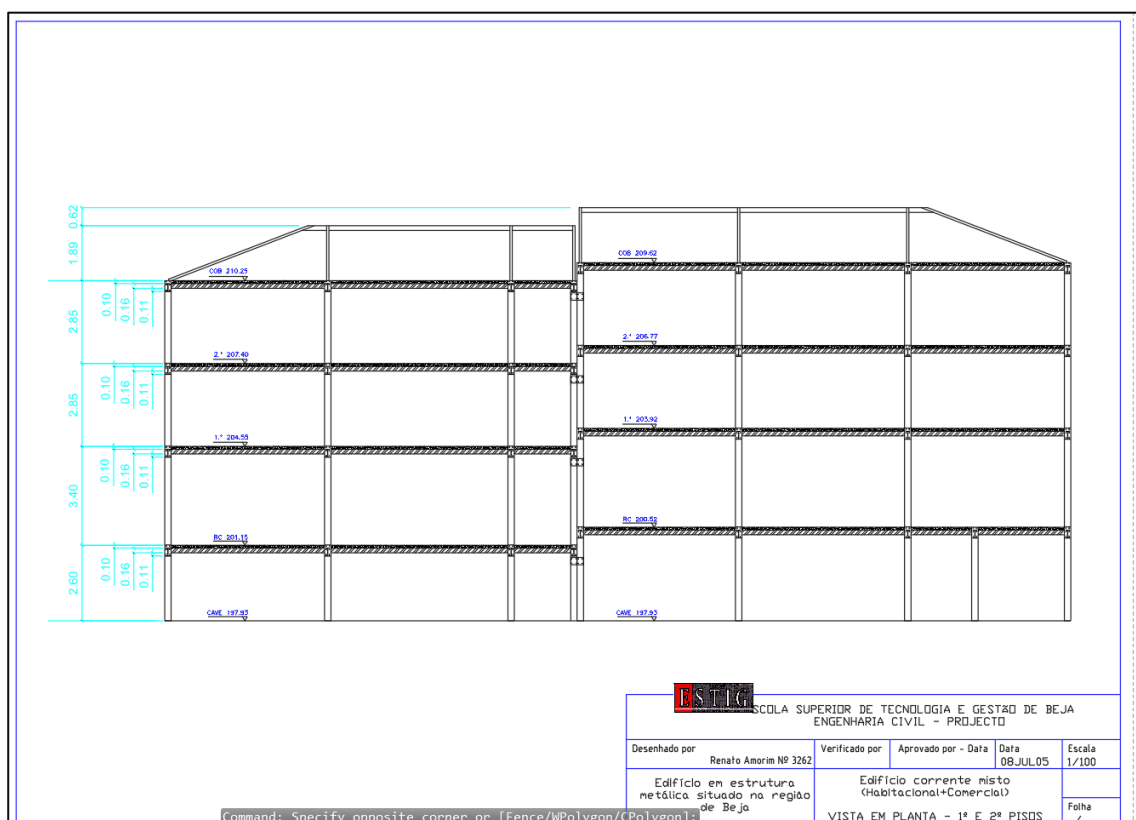 0.62
1.89
COB 209.62
COB 210.25
0.10
0.16
0.11
2.85
2.° 206.77
2.° 207.40
0.10
0.16
0.11
2.85
1.° 203.92
1.° 204.55
0.10
0.16
0.11
3.40
RC 200.52
RC 201.15
0.10
0.16
0.11
2.60
CAVE 197.93
CAVE 197.93
ESTIG
SCOLA SUPERIOR DE TECNOLOGIA E GESTÃO DE BEJA
ENGENHARIA CIVIL - PROJECTO
Desenhado por
Renato Amorim Nº 3262
Verificado por
Aprovado por - Data
Data
08JUL05
Escala
1/100
Edifício em estrutura
metálica situado na região
de Beja
Edifício corrente misto
(Habitacional+Comercial)
VISTA EM PLANTA - 1º E 2º PISOS
Folha
Command: Specify opposite corner or [Fence/WPolygon/CPolygon]: